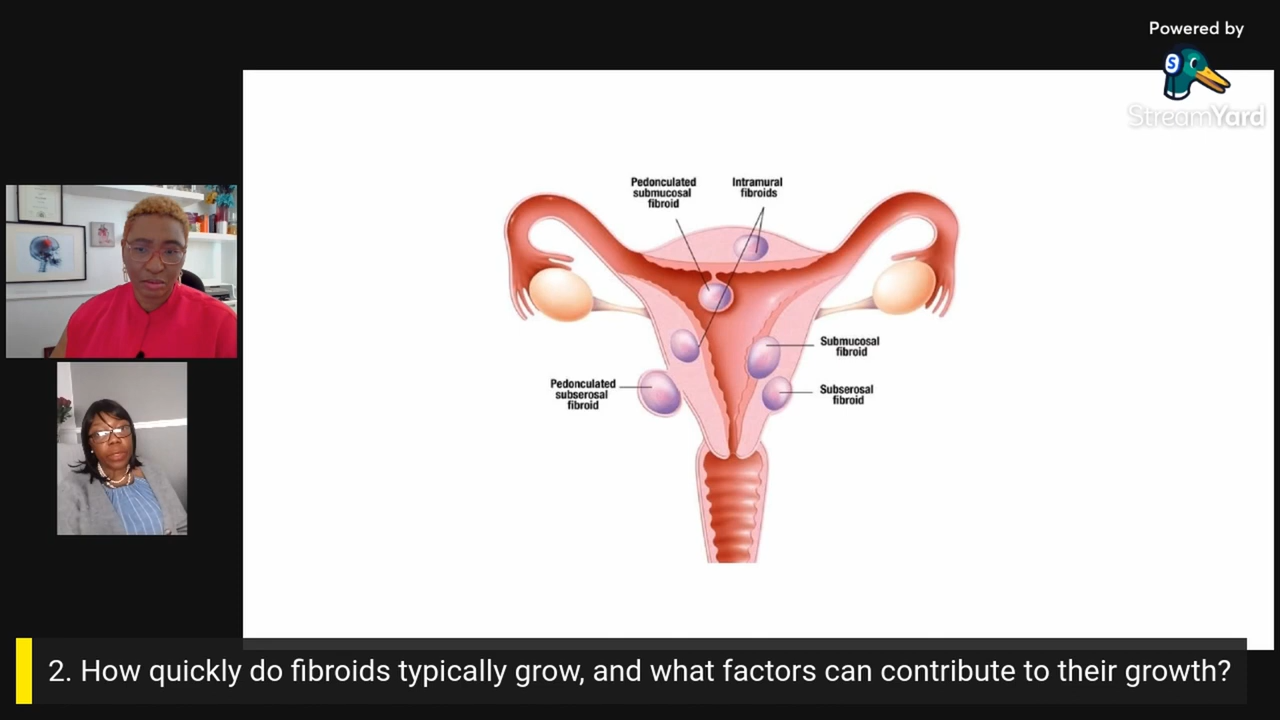 Powered by
StreamYard
Pedonculated
submucosal
fibroid
Intramural
fibroids
Submucosal
fibroid
Pedonculated
subserosal
fibroid
Subserosal
fibroid
2. How quickly do fibroids typically grow, and what factors can contribute to their growth?